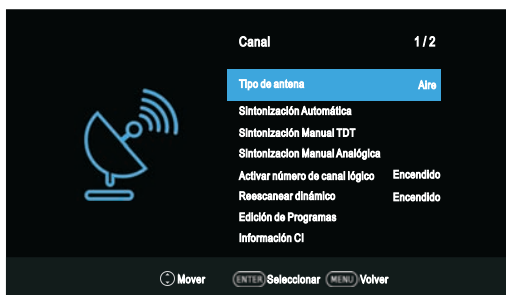 Canal 1/2
Tipo de antena Aire
Sintonización Automática
Sintonización Manual TDT
Sintonizacion Manual Analógica
Activar número de canal lógico Encendido
Reescanear dinámico Encendido
Edición de Programas
Información CI
Mover ENTER Seleccionar MENU Volver